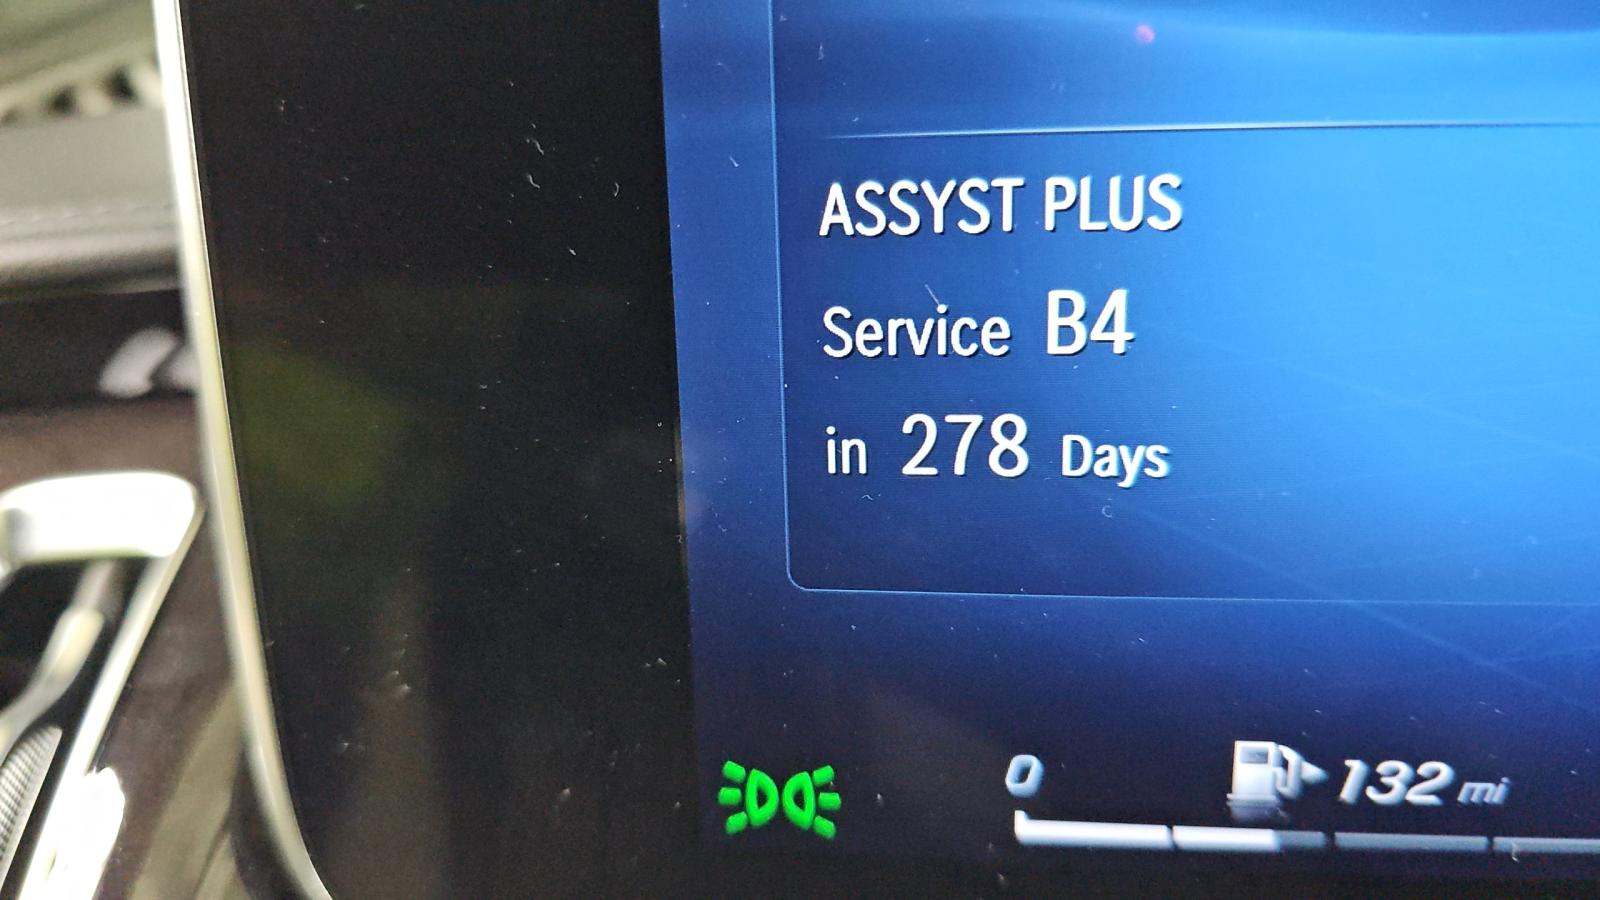 ASSYST PLUS
Service B4
in 278 Days
0 132 mi